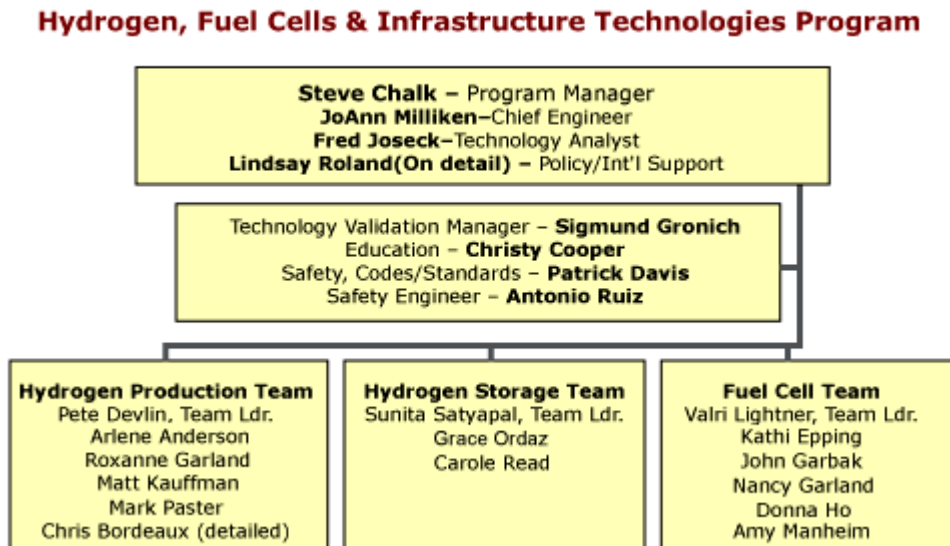 Hydrogen, Fuel Cells & Infrastructure Technologies Program
Steve Chalk – Program Manager
JoAnn Milliken–Chief Engineer
Fred Joseck–Technology Analyst
Lindsay Roland(On detail) – Policy/Int'l Support
Technology Validation Manager – Sigmund Gronich
Education – Christy Cooper
Safety, Codes/Standards – Patrick Davis
Safety Engineer – Antonio Ruiz
Hydrogen Production Team
Pete Devlin, Team Ldr.
Arlene Anderson
Roxanne Garland
Matt Kauffman
Mark Paster
Chris Bordeaux (detailed)
Hydrogen Storage Team
Sunita Satyapal, Team Ldr.
Grace Ordaz
Carole Read
Fuel Cell Team
Valri Lightner, Team Ldr.
Kathi Epping
John Garbak
Nancy Garland
Donna Ho
Amy Manheim